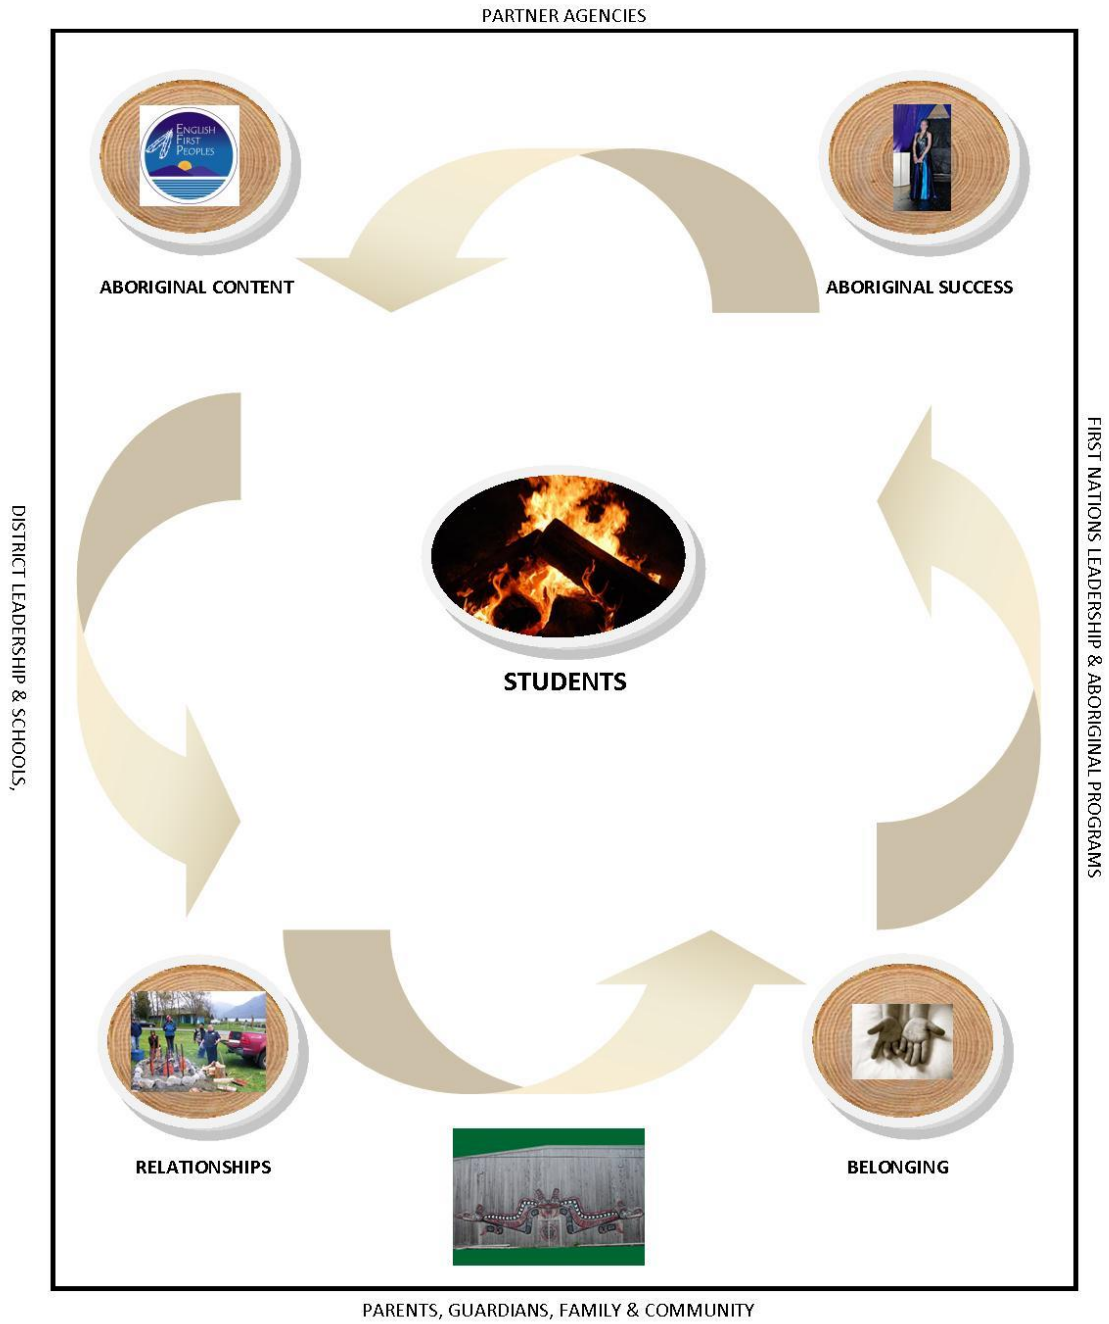 PARTNER AGENCIES
ENGLISH
FIRST
PEOPLES
ABORIGINAL CONTENT
ABORIGINAL SUCCESS
DISTRICT LEADERSHIP & SCHOOLS,
FIRST NATIONS LEADERSHIP & ABORIGINAL PROGRAMS
STUDENTS
RELATIONSHIPS
BELONGING
PARENTS, GUARDIANS, FAMILY & COMMUNITY